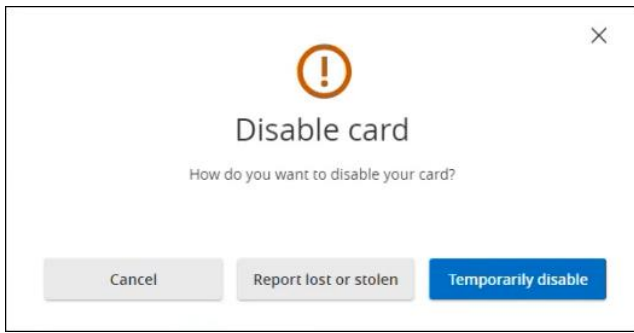 Disable card
How do you want to disable your card?
Cancel
Report lost or stolen
Temporarily disable